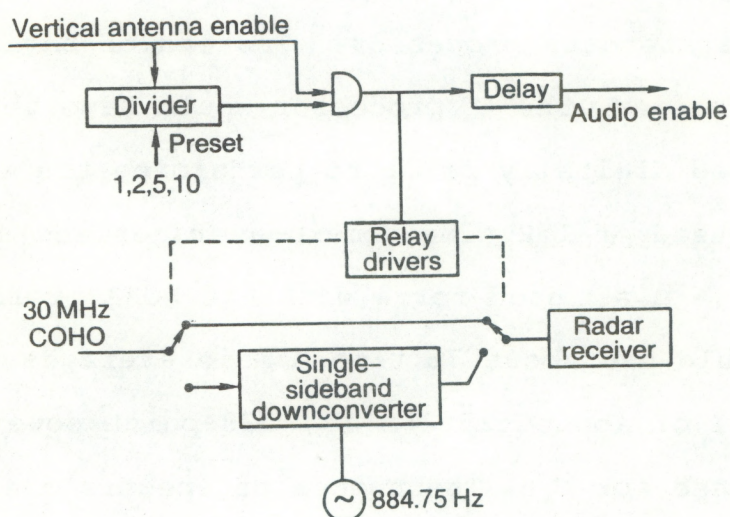 Vertical antenna enable
Divider
Delay
Audio enable
Preset
1,2,5,10
Relay
drivers
30 MHz
COHO
Radar
receiver
Single–
sideband
downconverter
~
884.75 Hz